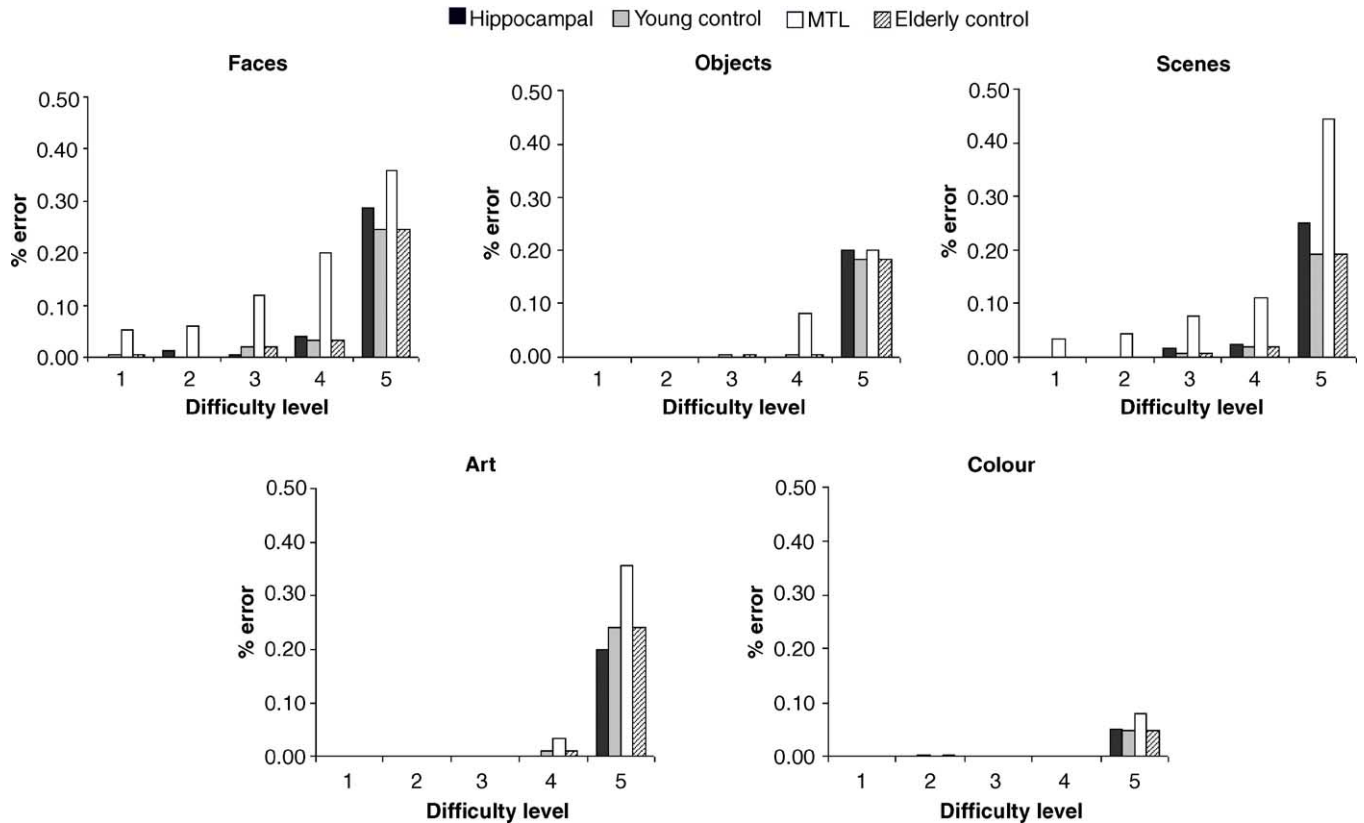 Hippocampal Young control MTL Elderly control
Faces
0.50
0.40
0.30
0.20
0.10
0.00
% error
1 2 3 4 5
Difficulty level
Objects
0.50
0.40
0.30
0.20
0.10
0.00
% error
1 2 3 4 5
Difficulty level
Scenes
0.50
0.40
0.30
0.20
0.10
0.00
% error
1 2 3 4 5
Difficulty level
Art
0.50
0.40
0.30
0.20
0.10
0.00
% error
1 2 3 4 5
Difficulty level
Colour
0.50
0.40
0.30
0.20
0.10
0.00
% error
1 2 3 4 5
Difficulty level